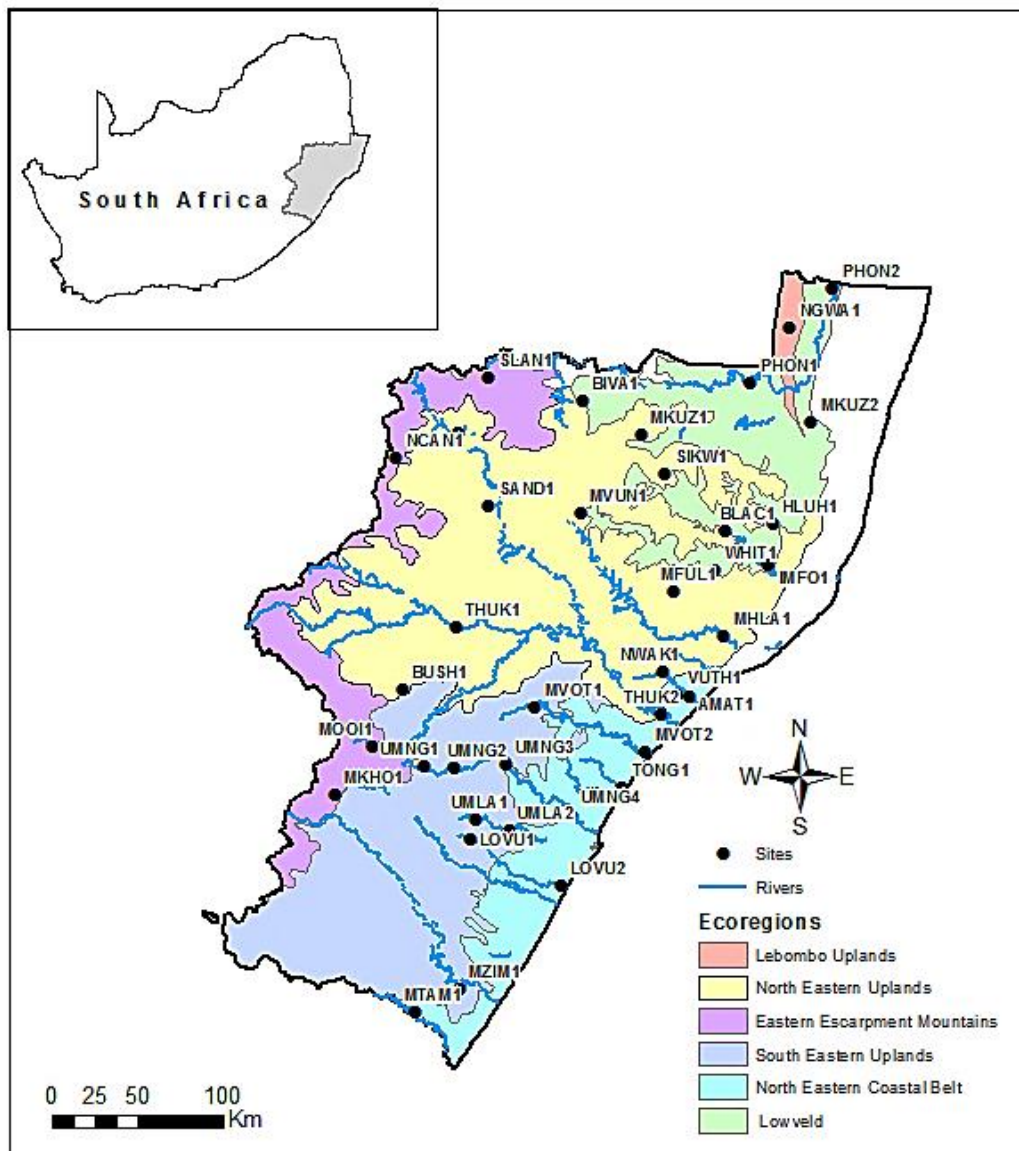 South Africa
PHON2
NGWA1
SLAN1
PHON1
BIVA1
MKUZ2
MKUZ1
NCAN1
SIKW1
SAND1
MVUN1
HLUH1
BLAC1
WHIT1
MFUL1
IMFO1
THUK1
MHLA1
NWAK1
VUTH1
BUSH1
MVOT1
THUK2
AMAT1
MOOI1
MVOT2
UMNG1
UMNG2
UMNG3
TONG1
MKHO1
UMNG4
UMLA1
UMLA2
LOVU1
LOVU2
MZIM1
MTAM1
N
W
E
S
Sites
Rivers
Ecoregions
Lebombo Uplands
North Eastern Uplands
Eastern Escarpment Mountains
South Eastern Uplands
North Eastern Coastal Belt
Lowveld
0 25 50 100
Km